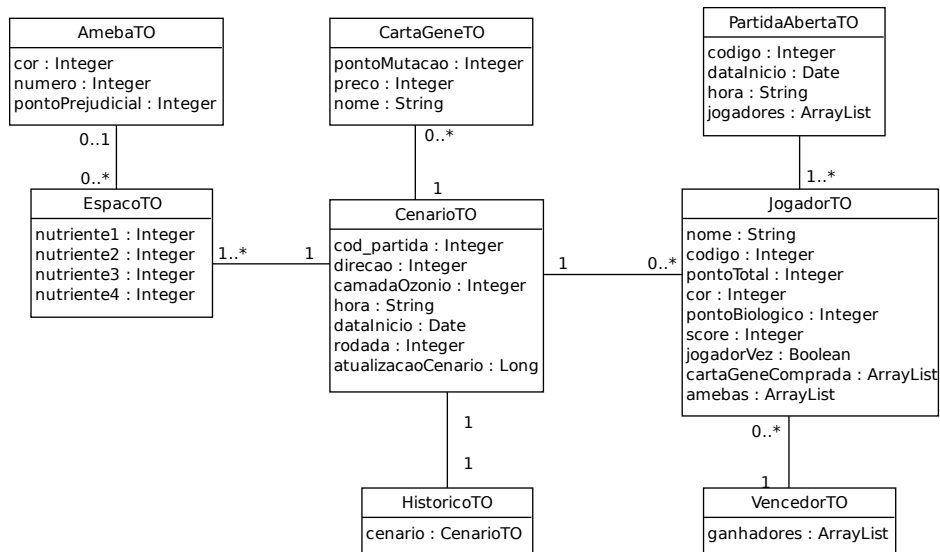 AmebaTO
cor : Integer
numero : Integer
pontoPrejudicial : Integer
0..1
0..*
CartaGeneTO
pontoMutacao : Integer
preco : Integer
nome : String
0..*
1
PartidaAbertaTO
codigo : Integer
dataInicio : Date
hora : String
jogadores : ArrayList
1..*
EspacoTO
nutriente1 : Integer
nutriente2 : Integer
nutriente3 : Integer
nutriente4 : Integer
1..*
1
CenarioTO
cod_partida : Integer
direcao : Integer
camadaOzonio : Integer
hora : String
dataInicio : Date
rodada : Integer
atualizacaoCenario : Long
1
0..*
JogadorTO
nome : String
codigo : Integer
pontoTotal : Integer
cor : Integer
pontoBiologico : Integer
score : Integer
jogadorVez : Boolean
cartaGeneComprada : ArrayList
amebas : ArrayList
1
1
HistoricoTO
cenario : CenarioTO
0..*
1
VencedorTO
ganhadores : ArrayList